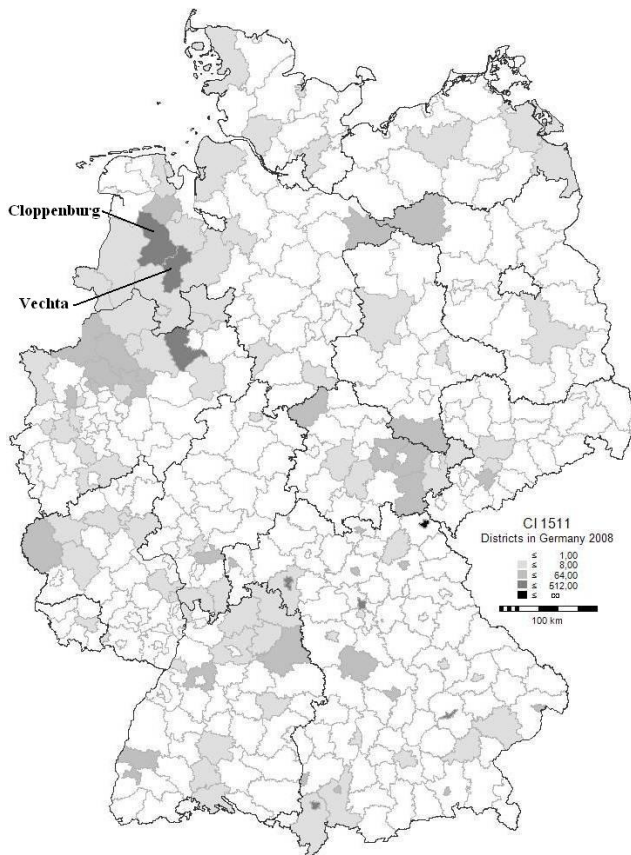 Cloppenburg
Vechta
CI 1511
Districts in Germany 2008
≤ 1,00
≤ 8,00
≤ 64,00
≤ 512,00
≤ ∞
100 km